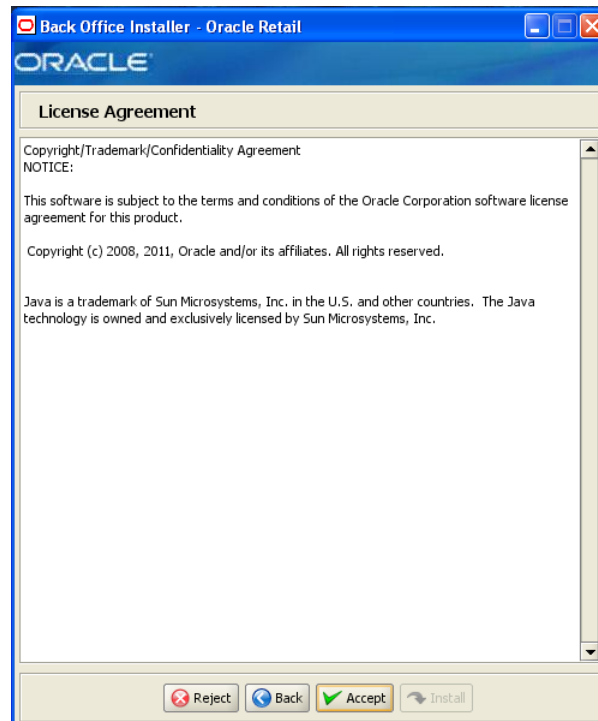 Back Office Installer - Oracle Retail
ORACLE
License Agreement
Copyright/Trademark/Confidentiality Agreement
NOTICE:
This software is subject to the terms and conditions of the Oracle Corporation software license
agreement for this product.
Copyright (c) 2008, 2011, Oracle and/or its affiliates. All rights reserved.
Java is a trademark of Sun Microsystems, Inc. in the U.S. and other countries.  The Java
technology is owned and exclusively licensed by Sun Microsystems, Inc.
Reject Back Accept Install